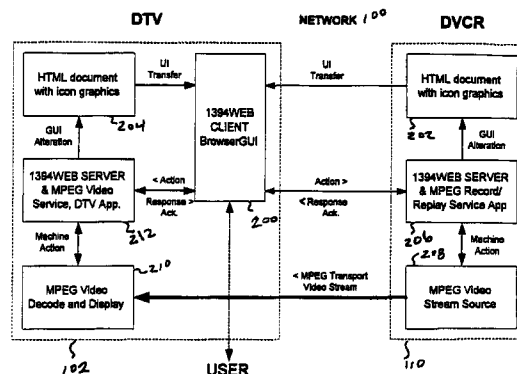 DTV
NETWORK 100
DVCR
HTML document
with icon graphics
204
UI
Transfer
1394WEB
CLIENT
BrowserGUI
200
UI
Transfer
HTML document
with icon graphics
202
GUI
Alteration
GUI
Alteration
1394WEB SERVER
& MPEG Video
Service, DTV App.
212
< Action
Response >
Ack.
Action >
< Response
Ack.
1394WEB SERVER
& MPEG Record/
Replay Service App
206
Machine
Action
Machine
Action
208
210
MPEG Video
Decode and Display
< MPEG Transport
Video Stream
MPEG Video
Stream Source
102
USER
110